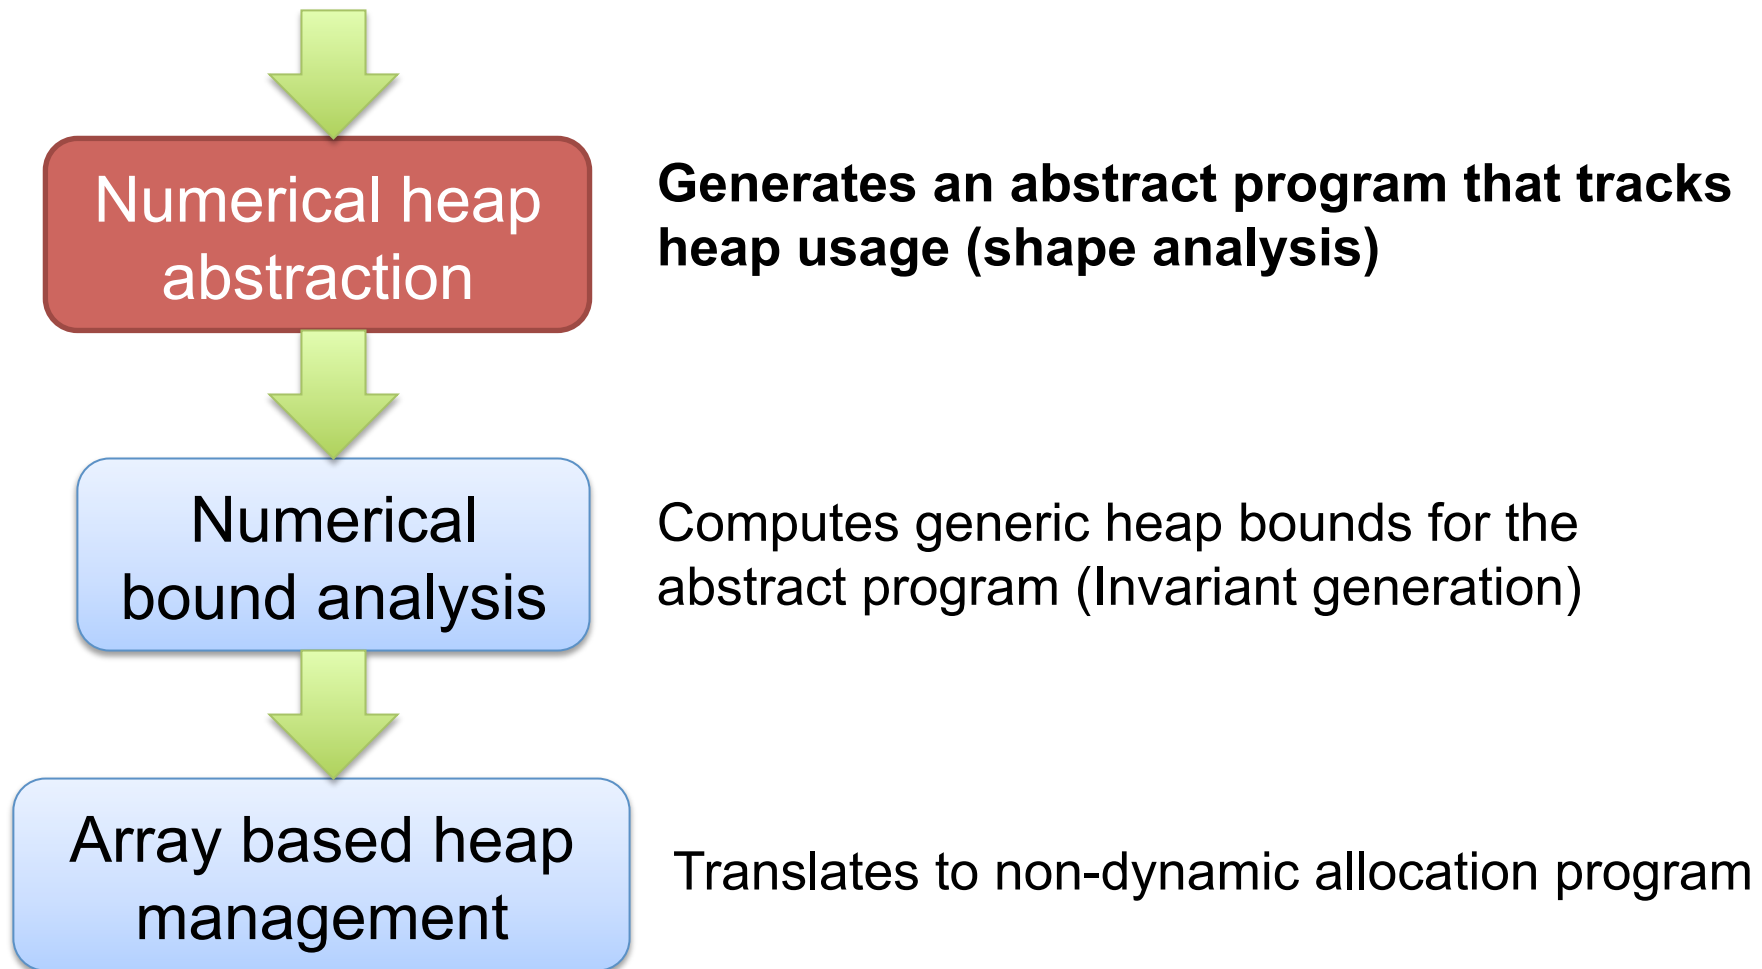 Numerical heap
abstraction
Generates an abstract program that tracks
heap usage (shape analysis)
Numerical
bound analysis
Computes generic heap bounds for the
abstract program (Invariant generation)
Array based heap
management
Translates to non-dynamic allocation program